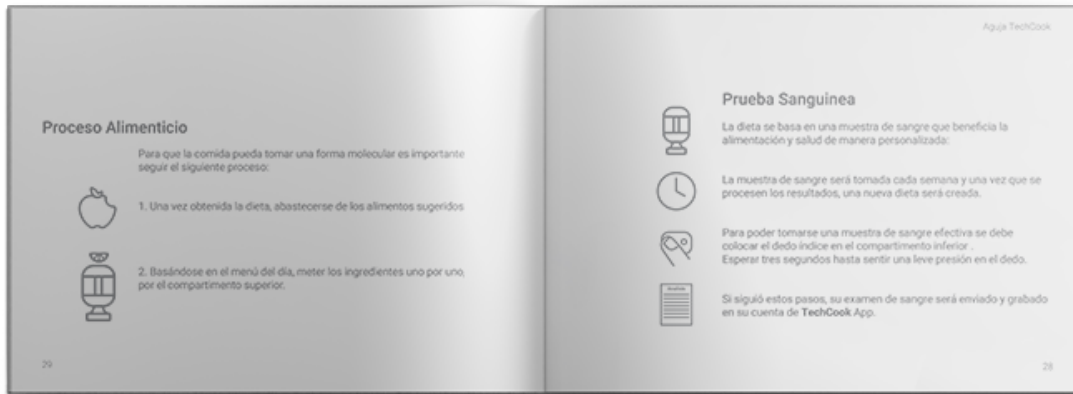 Proceso Alimenticio
Para que la comida pueda tomar una forma molecular es importante
seguir el siguiente proceso:
1. Una vez obtenida la dieta, abastecerse de los alimentos sugeridos
2. Basándose en el menú del día, meter los ingredientes uno por uno,
por el compartimento superior.
29
Aguja TechCook
Prueba Sanguinea
La dieta se basa en una muestra de sangre que beneficia la
alimentación y salud de manera personalizada:
La muestra de sangre será tomada cada semana y una vez que se
procesen los resultados, una nueva dieta será creada.
Para poder tomarse una muestra de sangre efectiva se debe
colocar el dedo índice en el compartimento inferior .
Esperar tres segundos hasta sentir una leve presión en el dedo.
Si siguió estos pasos, su examen de sangre será enviado y grabado
en su cuenta de TechCook App.
28